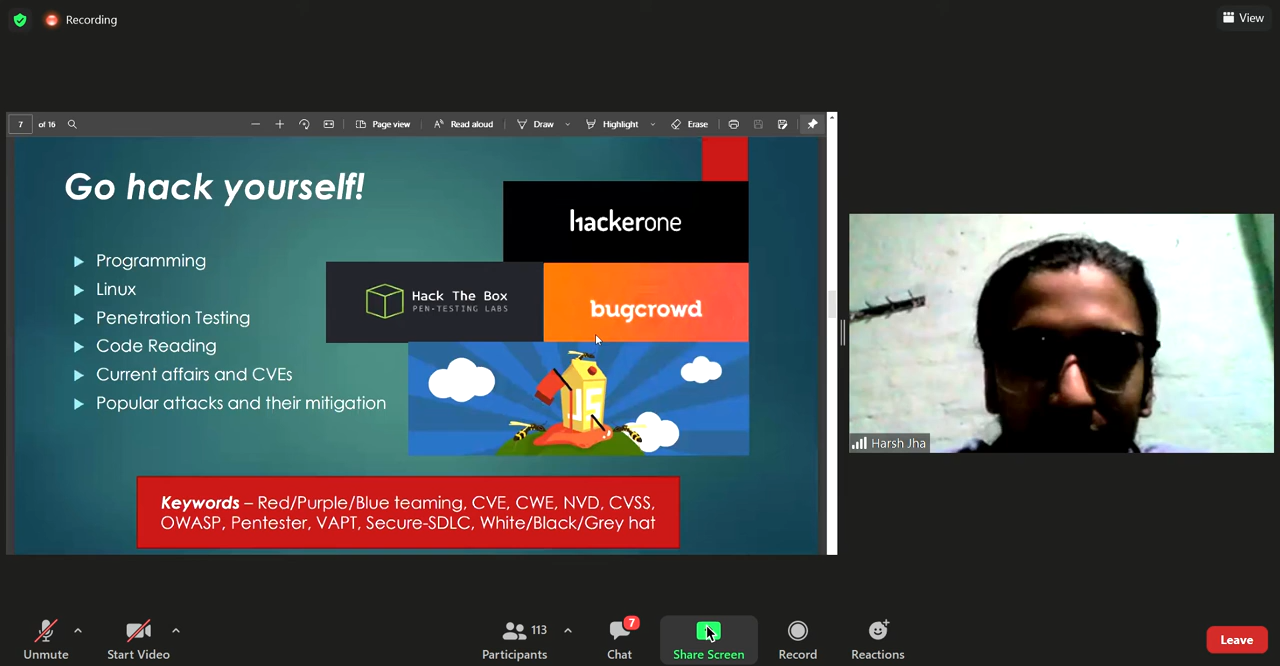 Recording
View
7 of 16
Page view
Read aloud
Draw
Highlight
Erase
Go hack yourself!
Programming
Linux
Penetration Testing
Code Reading
Current affairs and CVEs
Popular attacks and their mitigation
hackerone
Hack The Box
PEN-TESTING LABS
bugcrowd
JS
Keywords – Red/Purple/Blue teaming, CVE, CWE, NVD, CVSS,
OWASP, Pentester, VAPT, Secure-SDLC, White/Black/Grey hat
Harsh Jha
Unmute
Start Video
Participants
113
Chat
7
Share Screen
Record
Reactions
Leave